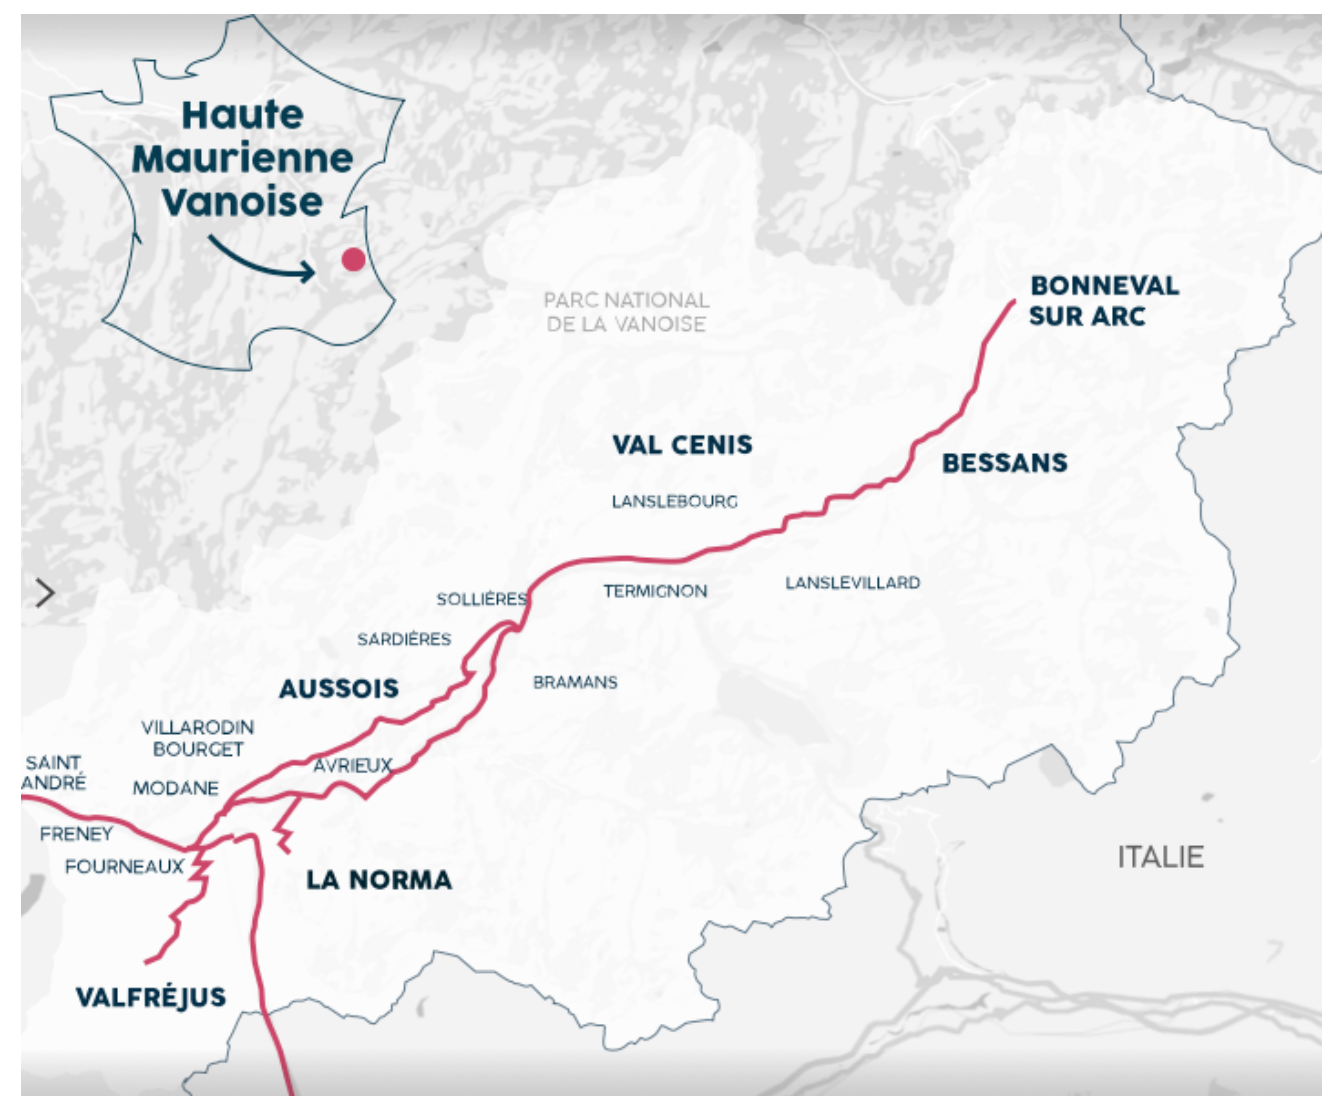 Haute
Maurienne
Vanoise
PARC NATIONAL
DE LA VANOISE
BONNEVAL
SUR ARC
VAL CENIS
BESSANS
LANSLEBOURG
LANSLEVILLARD
TERMIGNON
SOLLIÈRES
SARDIÈRES
BRAMANS
AUSSOIS
VILLARODIN
BOURGET
AVRIEUX
SAINT
ANDRÉ
MODANE
FRENEY
FOURNEAUX
LA NORMA
ITALIE
VALFRÉJUS